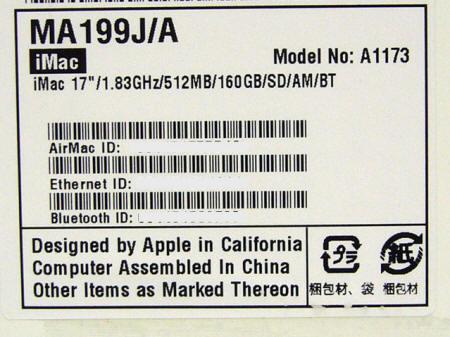 MA199J/A
iMac
Model No: A1173
iMac 17"/1.83GHz/512MB/160GB/SD/AM/BT
AirMac ID:
Ethernet ID:
Bluetooth ID:
Designed by Apple in California
Computer Assembled In China
Other Items as Marked Thereon
プラ
紙
梱包材、袋
梱包材